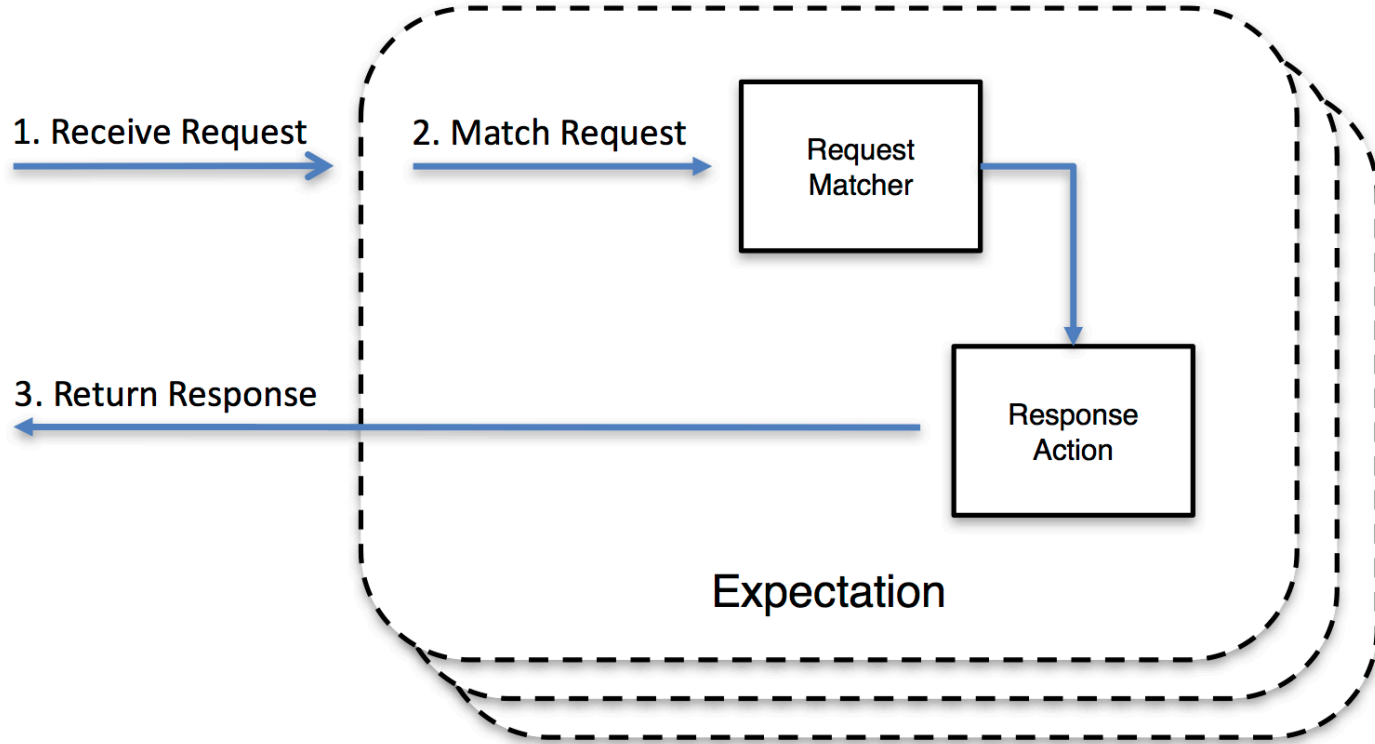 1. Receive Request
2. Match Request
Request
Matcher
3. Return Response
Response
Action
Expectation